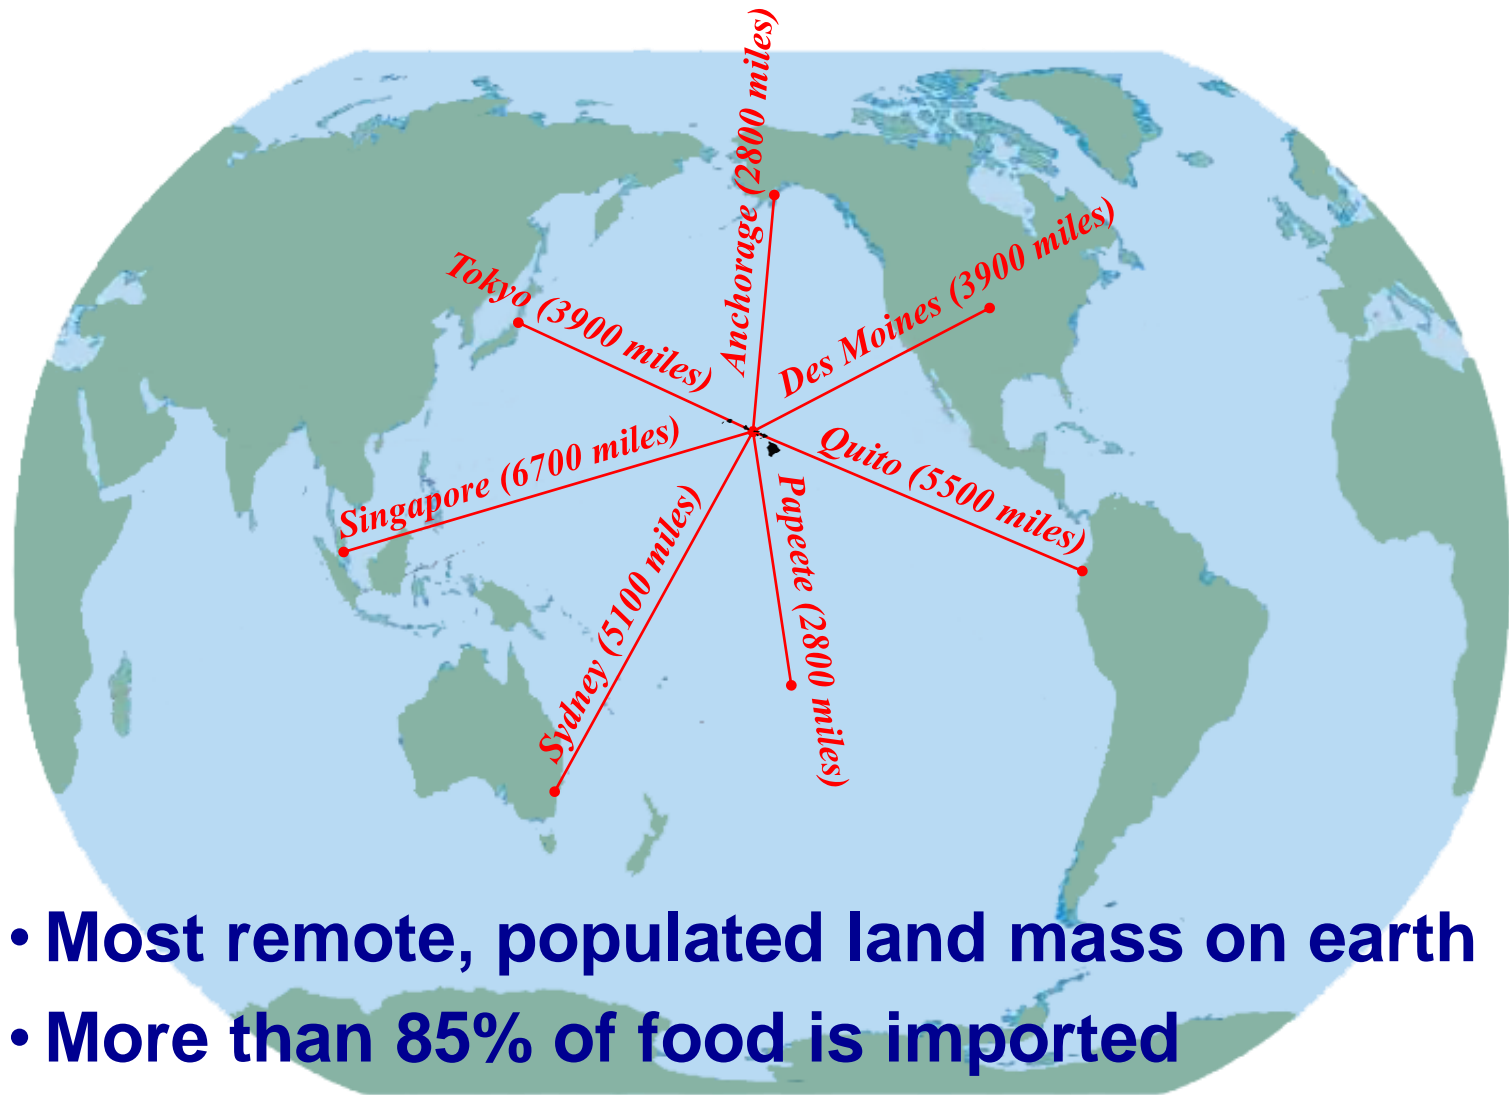 Anchorage (2800 miles)
Tokyo (3900 miles)
Des Moines (3900 miles)
Singapore (6700 miles)
Quito (5500 miles)
Sydney (5100 miles)
Papeete (2800 miles)
• Most remote, populated land mass on earth
• More than 85% of food is imported